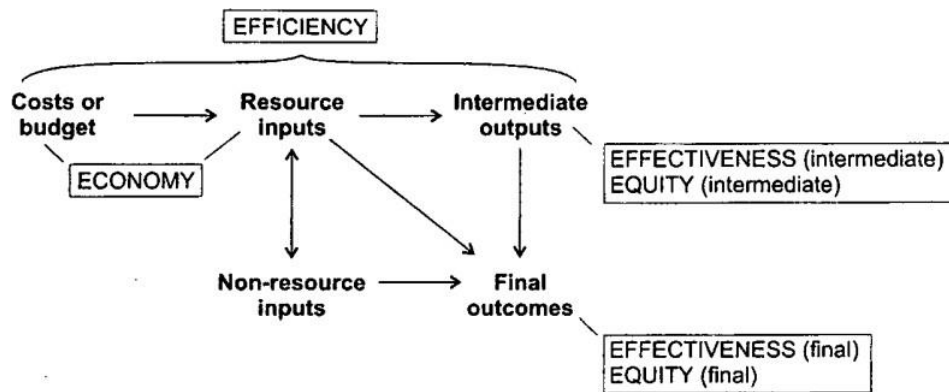 EFFICIENCY
Costs or
budget
Resource
inputs
Intermediate
outputs
ECONOMY
EFFECTIVENESS (intermediate)
EQUITY (intermediate)
Non-resource
inputs
Final
outcomes
EFFECTIVENESS (final)
EQUITY (final)